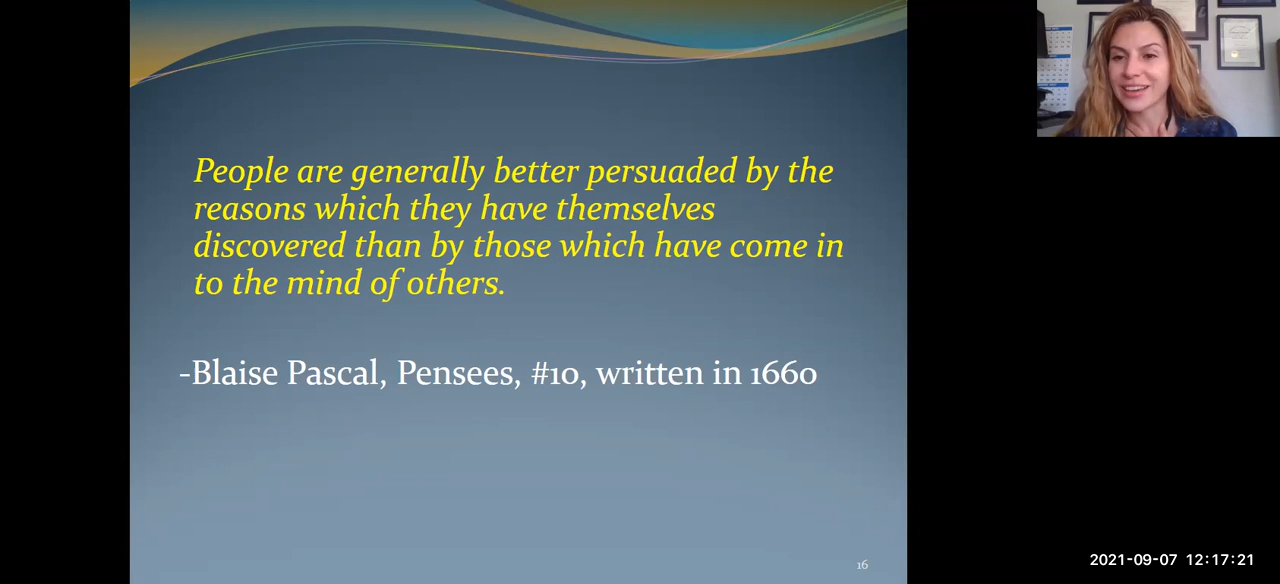 People are generally better persuaded by the
reasons which they have themselves
discovered than by those which have come in
to the mind of others.
-Blaise Pascal, Pensees, #10, written in 1660
16
2021-09-07 12:17:21